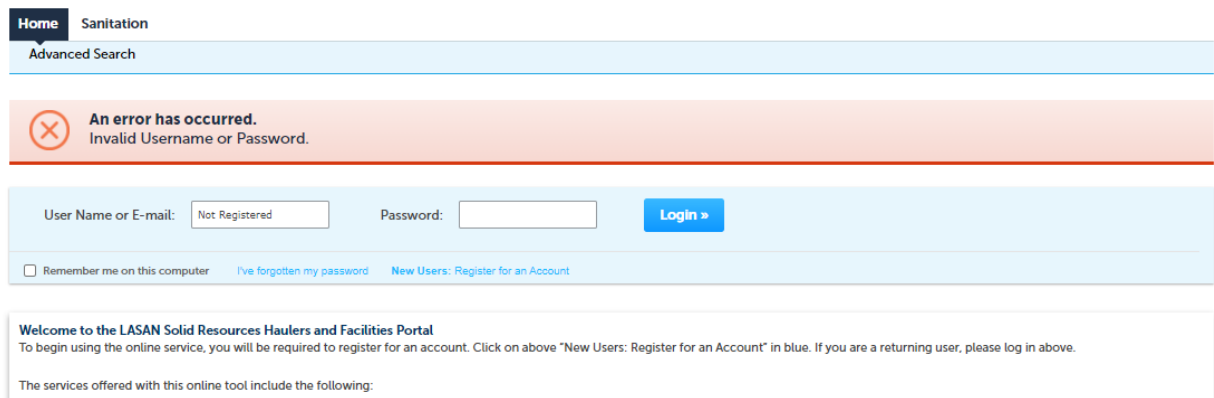 Home Sanitation
Advanced Search
An error has occurred.
Invalid Username or Password.
User Name or E-mail: Not Registered Password: Login »
Remember me on this computer I've forgotten my password New Users: Register for an Account
Welcome to the LASAN Solid Resources Haulers and Facilities Portal
To begin using the online service, you will be required to register for an account. Click on above "New Users: Register for an Account" in blue. If you are a returning user, please log in above.
The services offered with this online tool include the following: